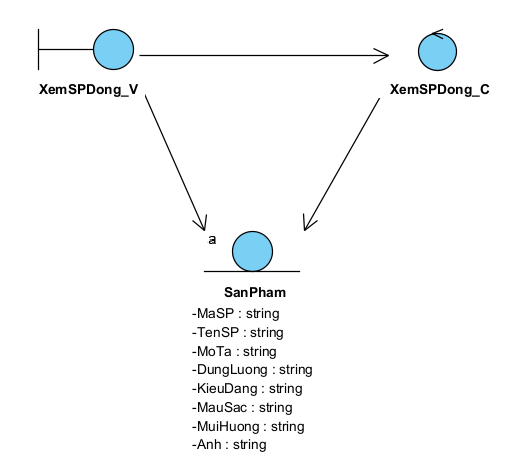 XemSPDong_V
XemSPDong_C
a
SanPham
-MaSP : string
-TenSP : string
-MoTa : string
-DungLuong : string
-KieuDang : string
-MauSac : string
-MuiHuong : string
-Anh : string